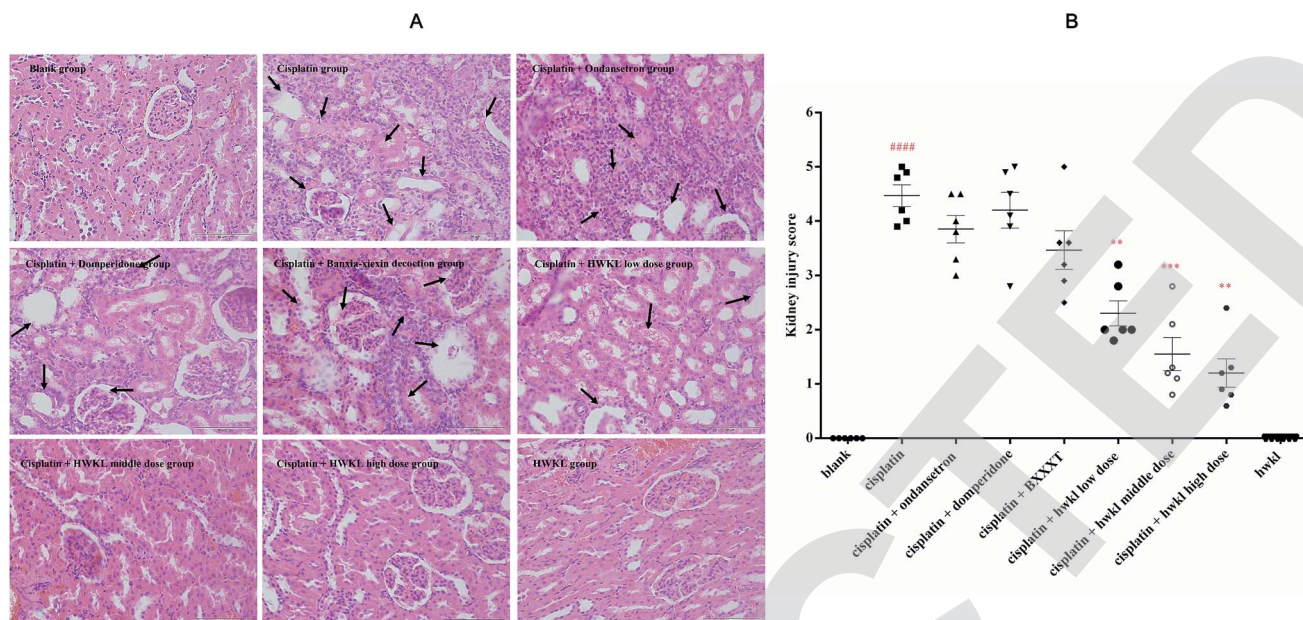 A
B
Blank group
Cisplatin group
Cisplatin + Ondansetron group
Cisplatin + Domperidone group
Cisplatin + Banxia-xiexin decoction group
Cisplatin + HWKL low dose group
Cisplatin + HWKL middle dose group
Cisplatin + HWKL high dose group
HWKL group
Kidney injury score
6
5
4
3
2
1
0
####
**
***
**
blank
cisplatin
cisplatin + ondansetron
cisplatin + domperidone
cisplatin + BXXXT
cisplatin + hwkl low dose
cisplatin + hwkl middle dose
cisplatin + hwkl high dose
hwkl